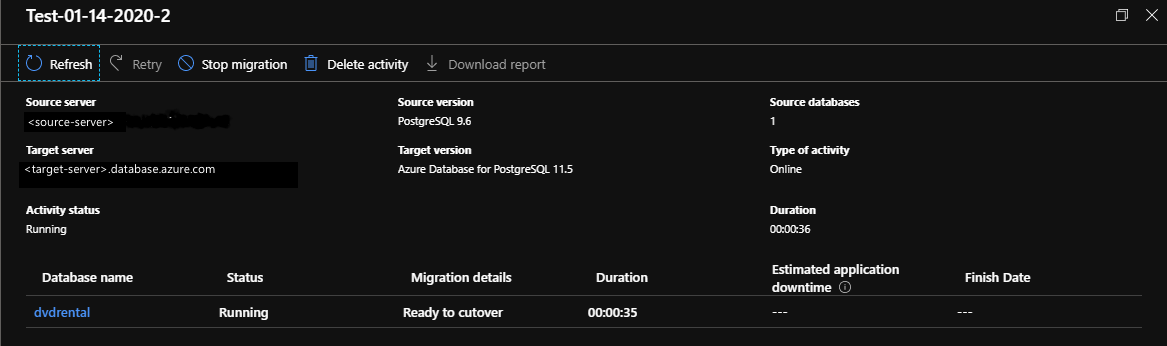 Test-01-14-2020-2
Refresh Retry Stop migration Delete activity Download report
Source server Source version Source databases
<source-server> PostgreSQL 9.6 1
Target server Target version Type of activity
<target-server>.database.azure.com Azure Database for PostgreSQL 11.5 Online
Activity status Duration
Running 00:00:36
Database name Status Migration details Duration Estimated application downtime Finish Date
dvdrental Running Ready to cutover 00:00:35 --- ---